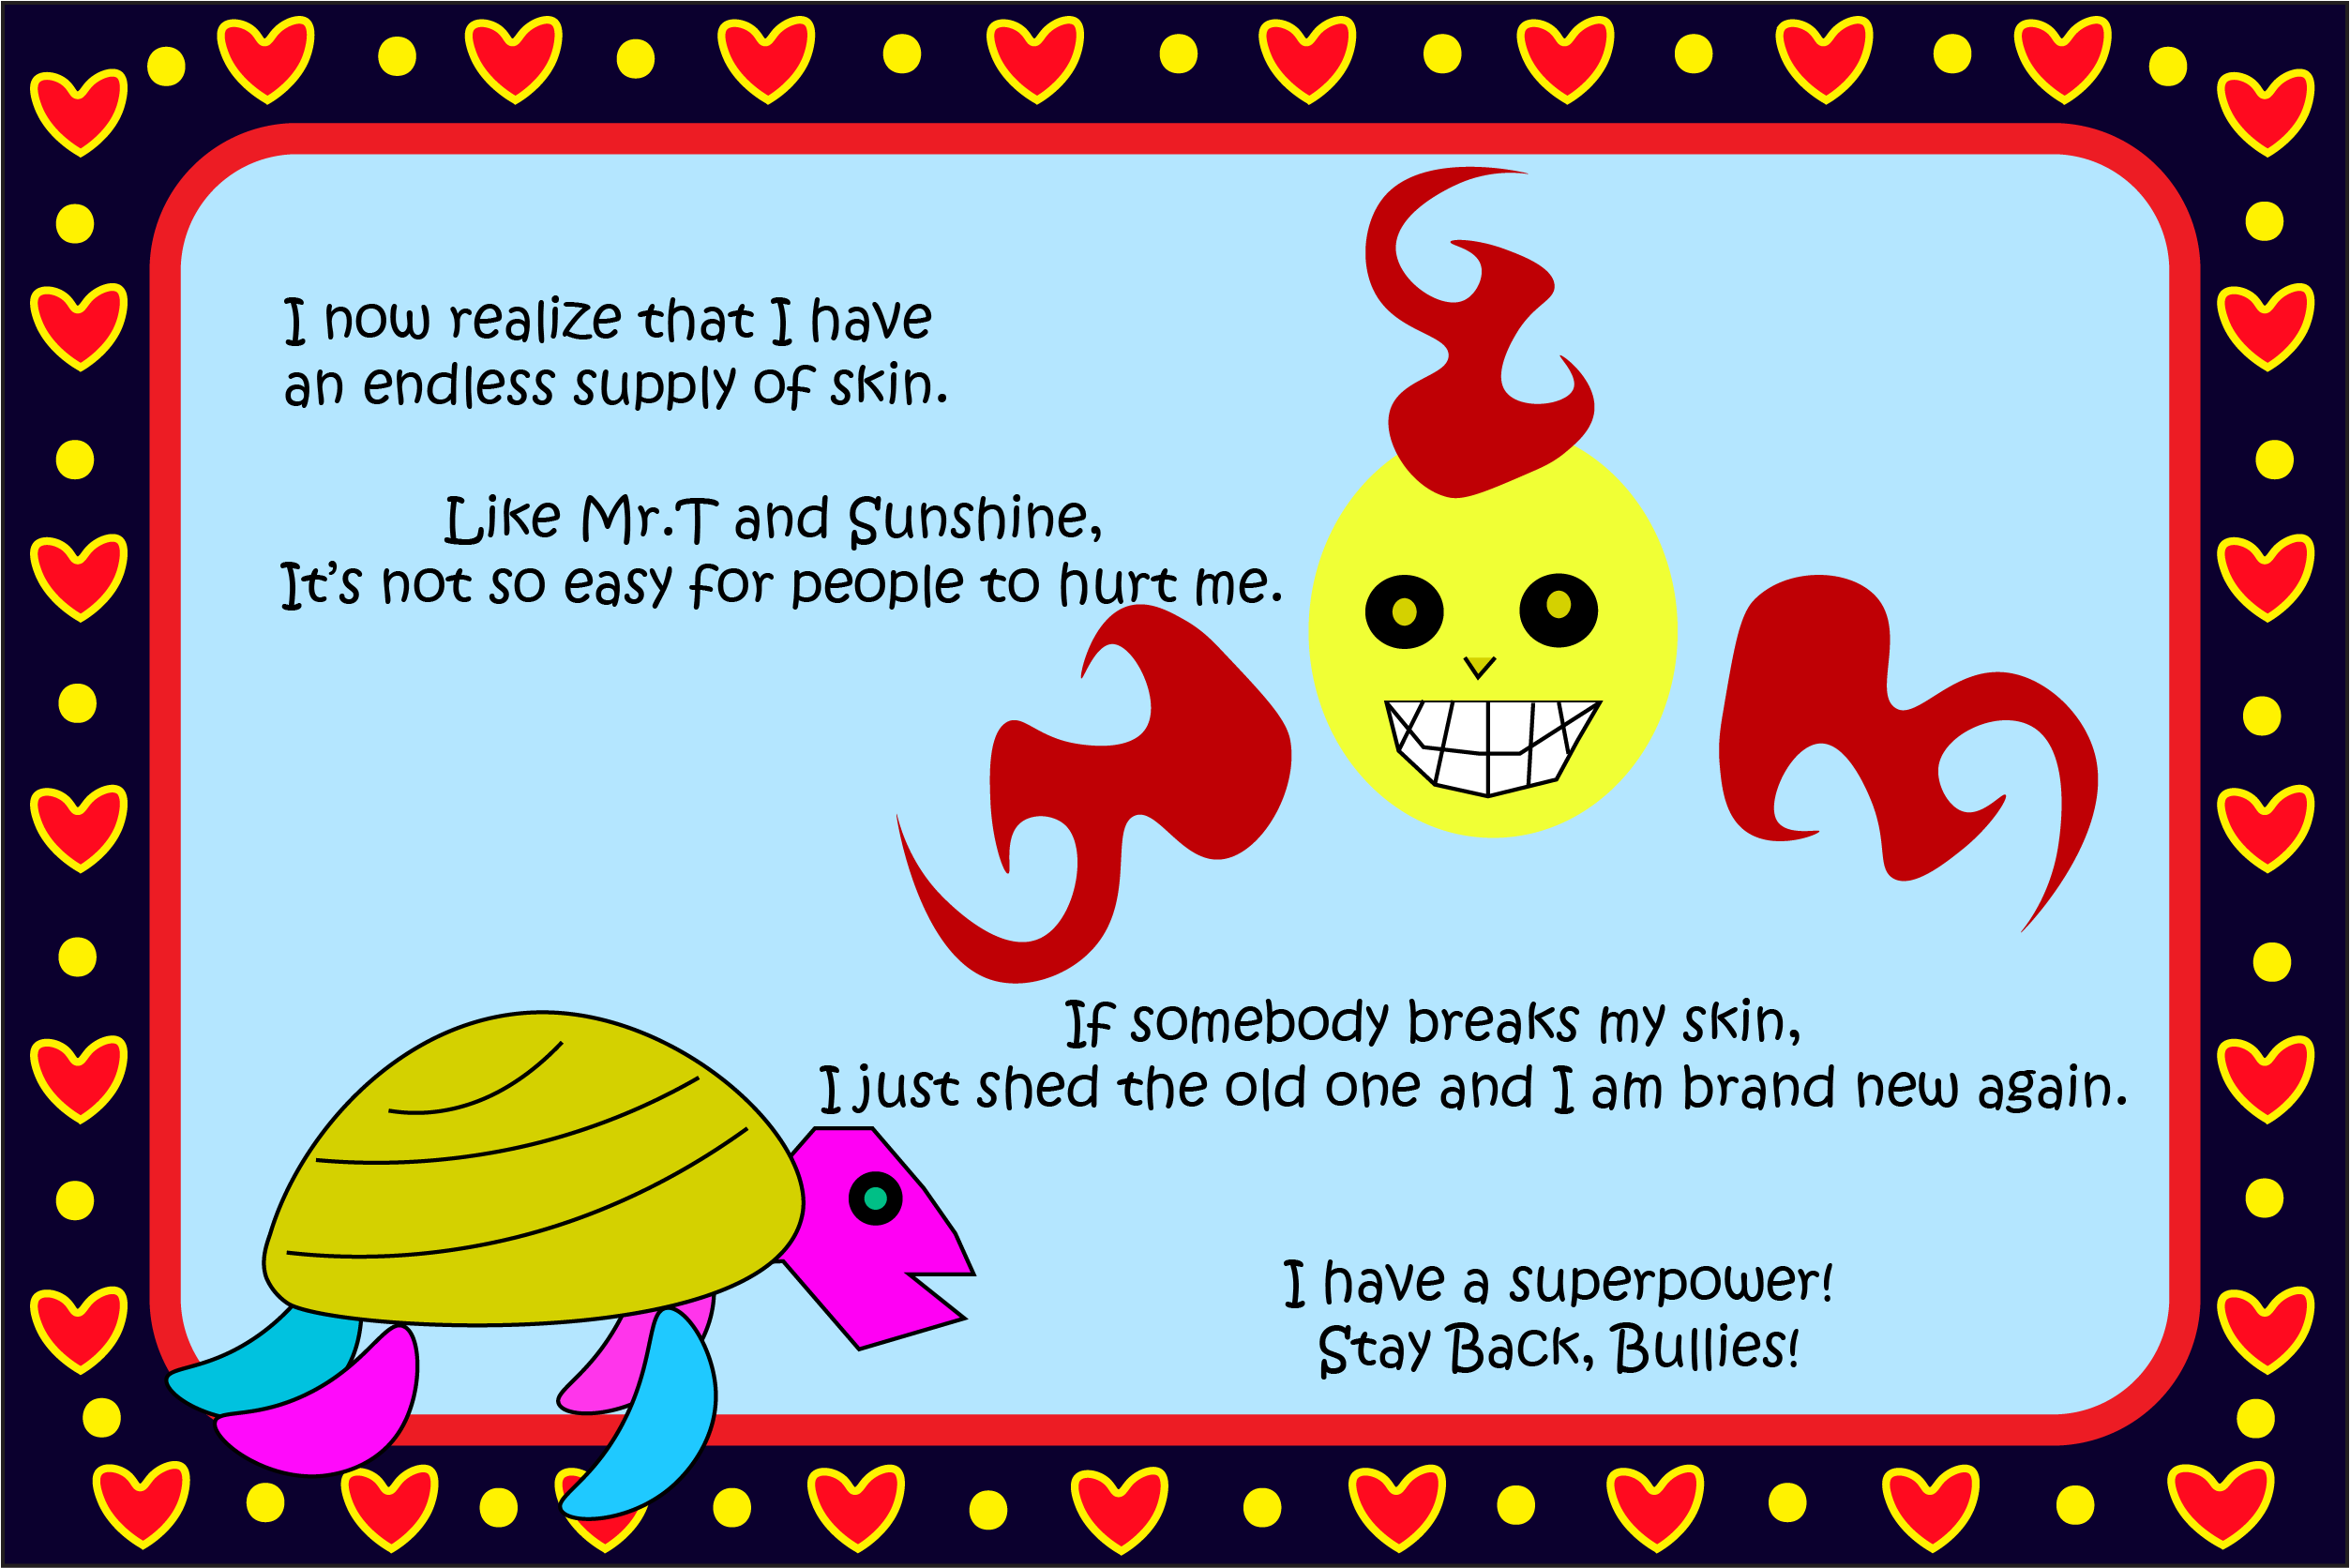 I now realize that I have
an endless supply of skin.
Like Mr.T and Sunshine,
It's not so easy for people to hurt me.
If somebody breaks my skin,
I just shed the old one and I am brand new again.
I have a superpower!
Stay Back, Bullies!